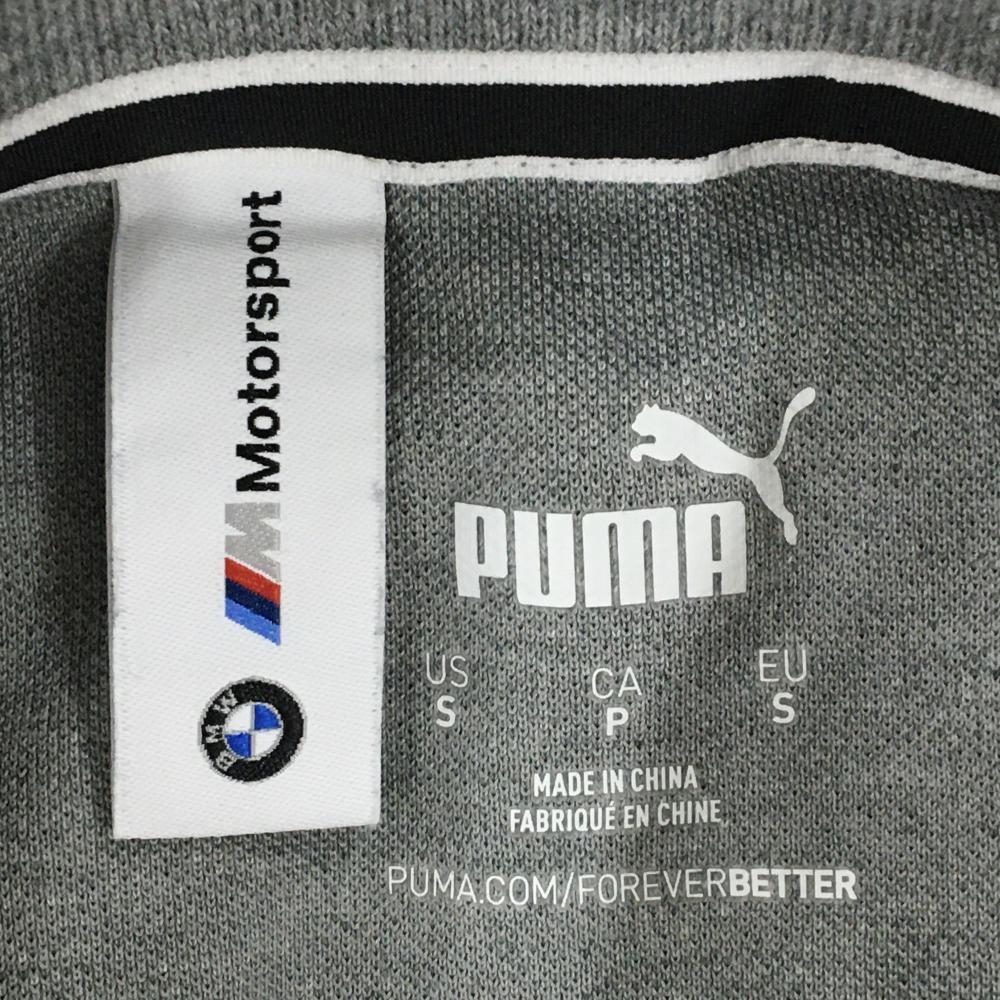 M Motorsport
BMW
PUMA
US CA EU
S P S
MADE IN CHINA
FABRIQUÉ EN CHINE
PUMA.COM/FOREVERBETTER